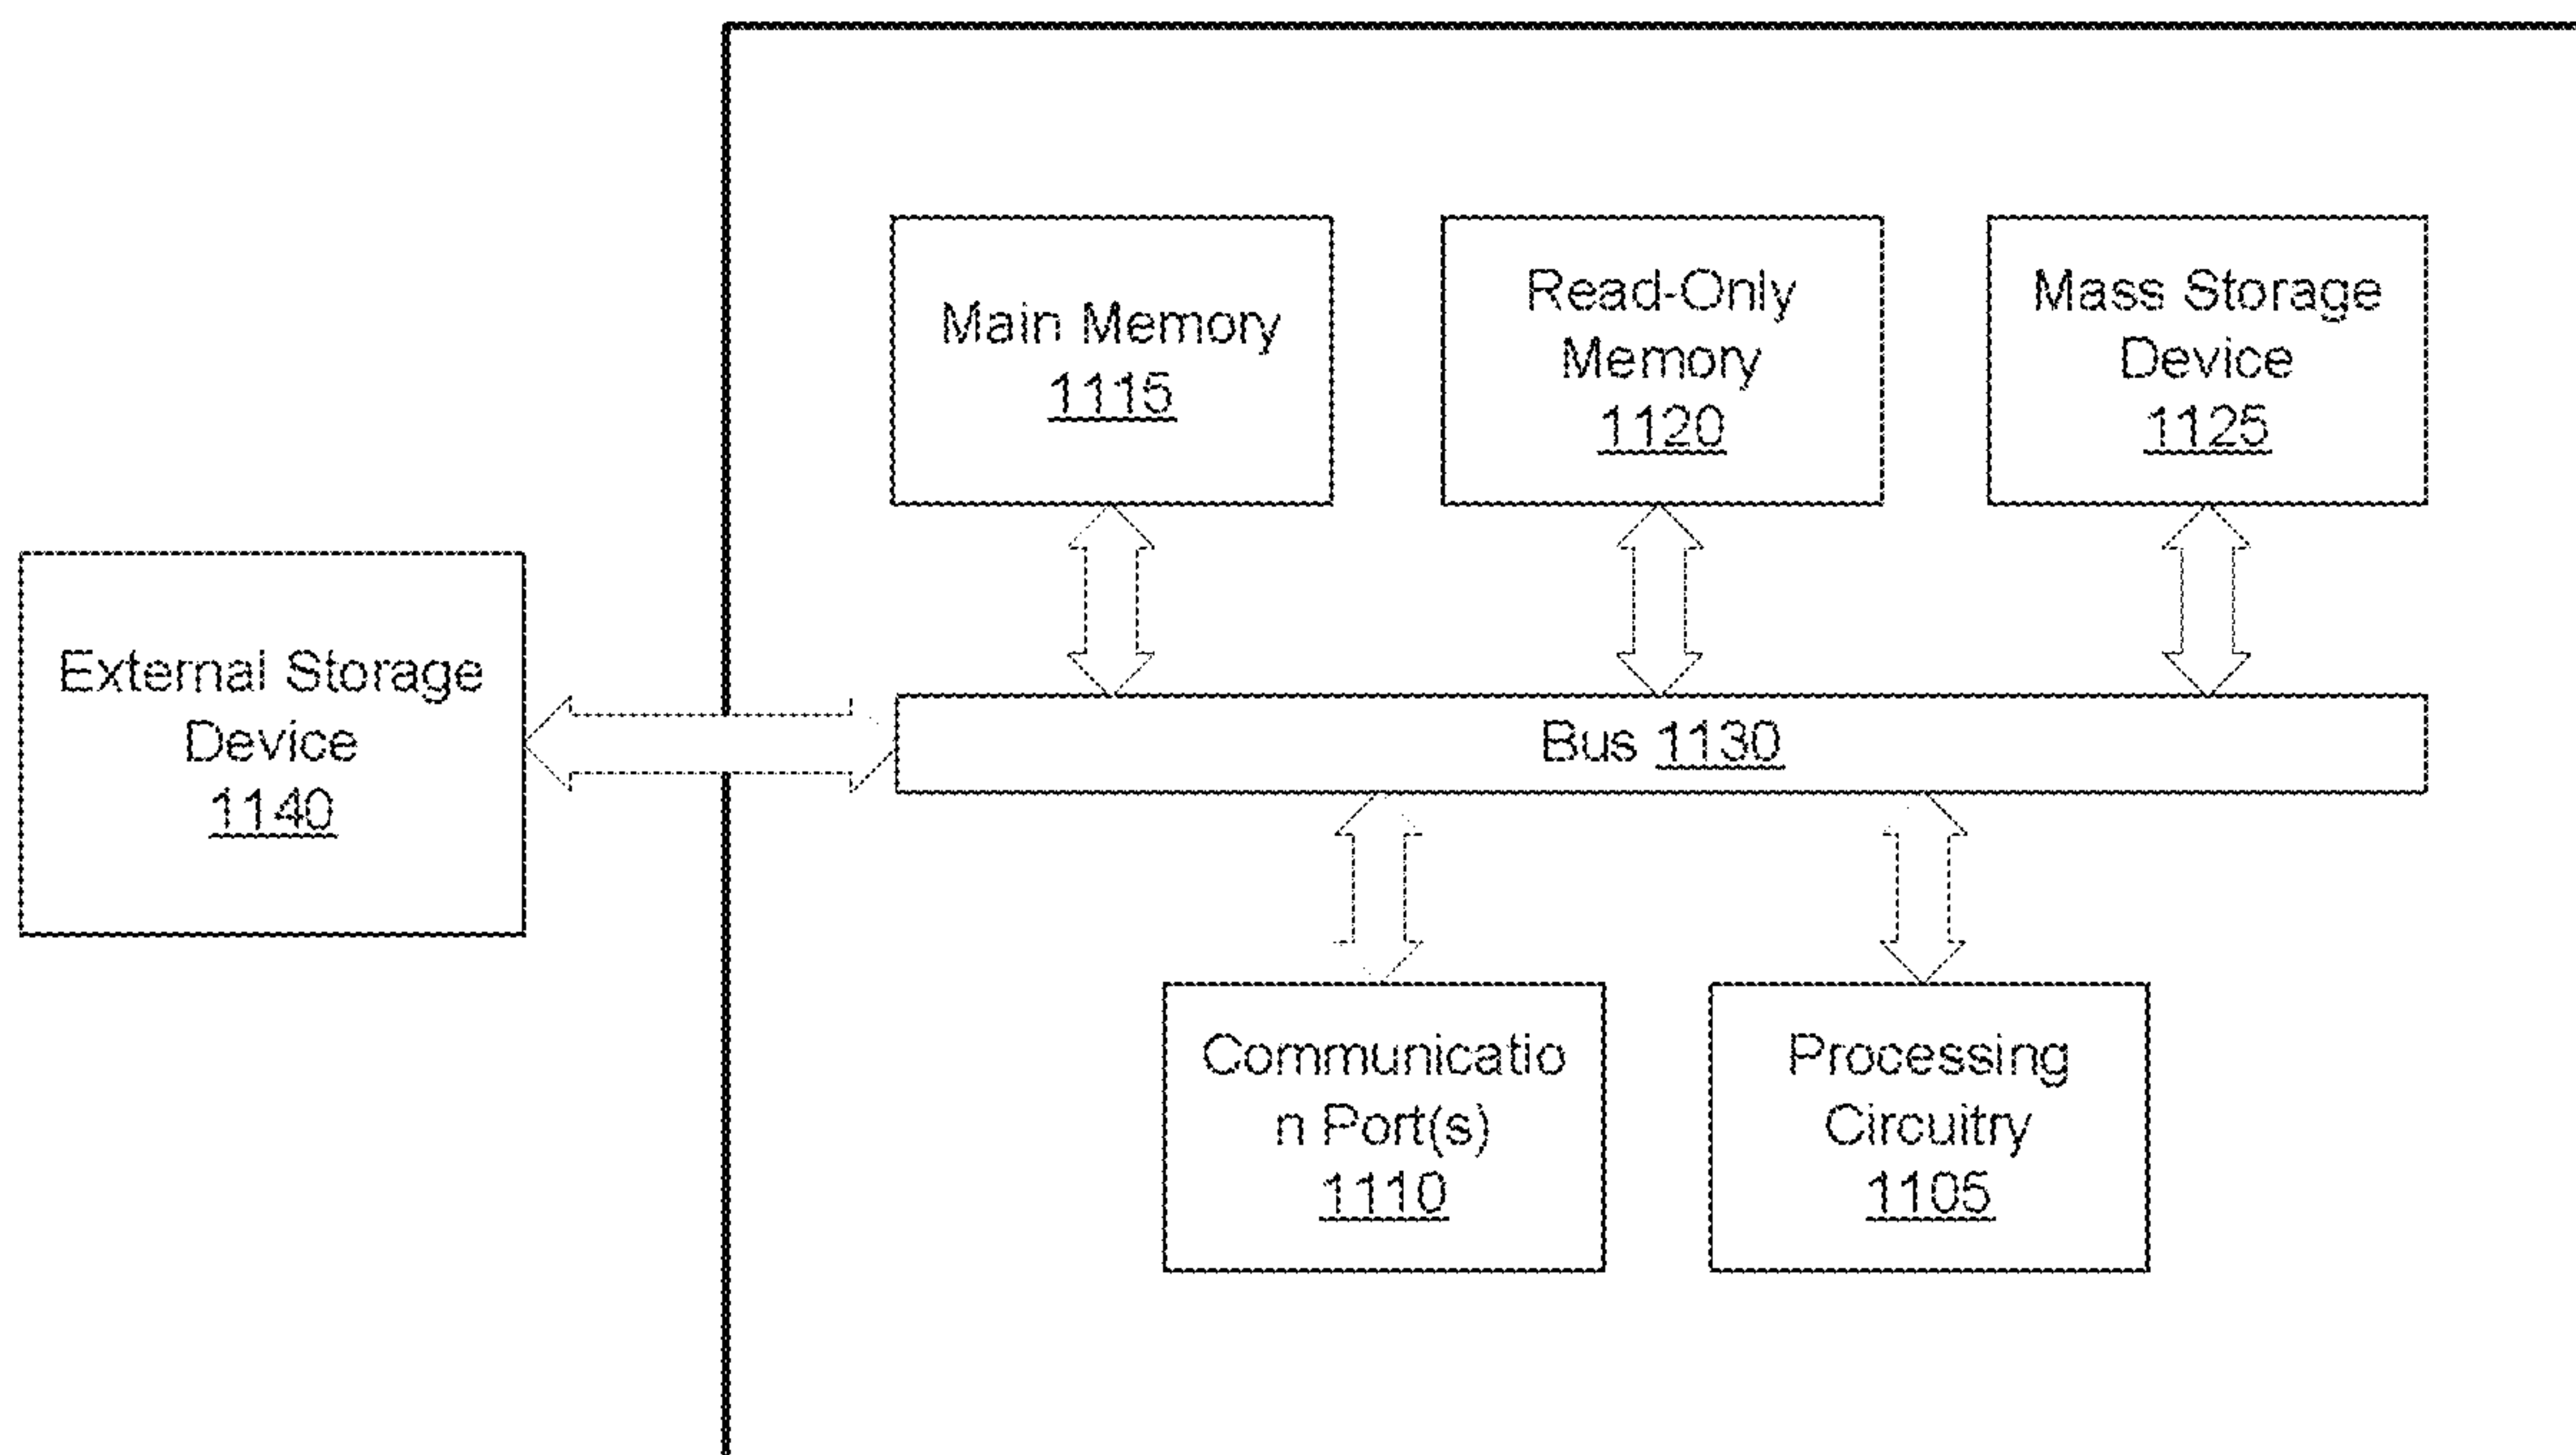 Main Memory
1115
Read-Only
Memory
1120
Mass Storage
Device
1125
External Storage
Device
1140
Bus 1130
Communicatio
n Port(s)
1110
Processing
Circuitry
1105